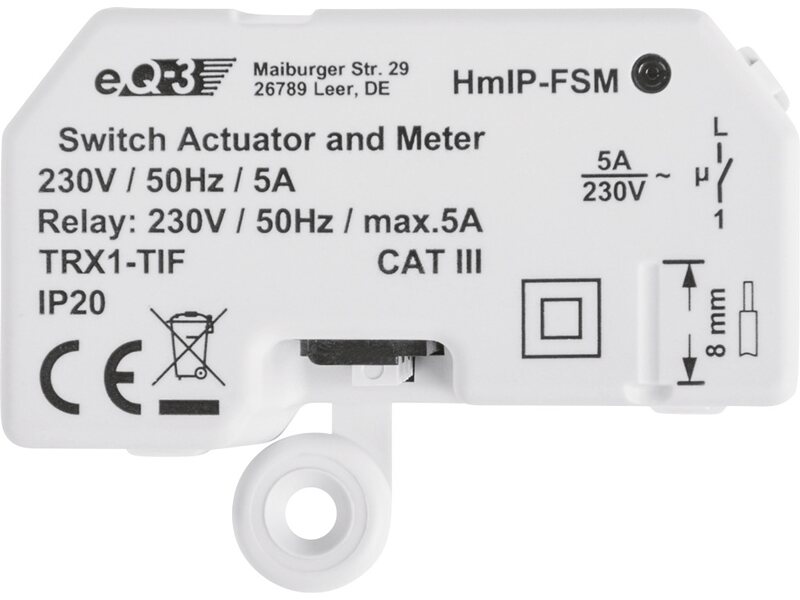 eQ-3
Maiburger Str. 29
26789 Leer, DE
HmIP-FSM
Switch Actuator and Meter
230V / 50Hz / 5A
Relay: 230V / 50Hz / max.5A
TRX1-TIF
CAT III
IP20
CE
5A
230V
~
L
µ
1
8 mm